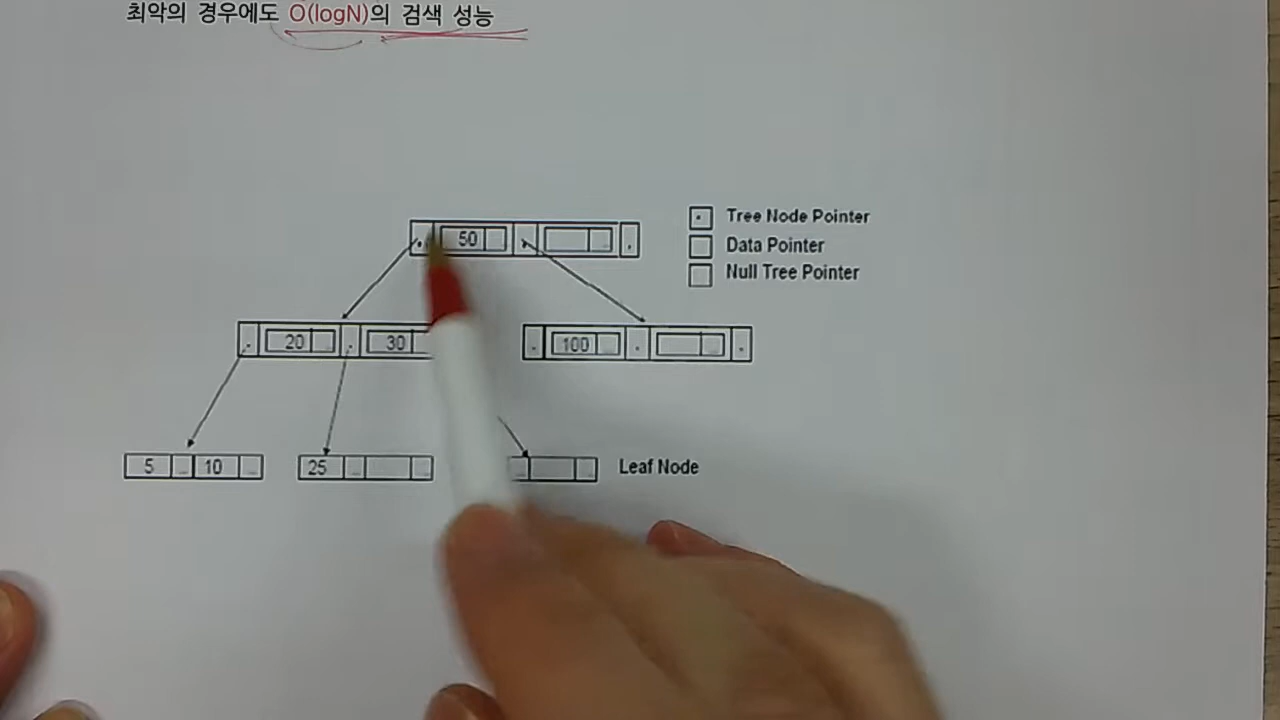 최악의 경우에도 O(logN)의 검색 성능
50
Tree Node Pointer
Data Pointer
Null Tree Pointer
20 30
100
5 10
25
Leaf Node